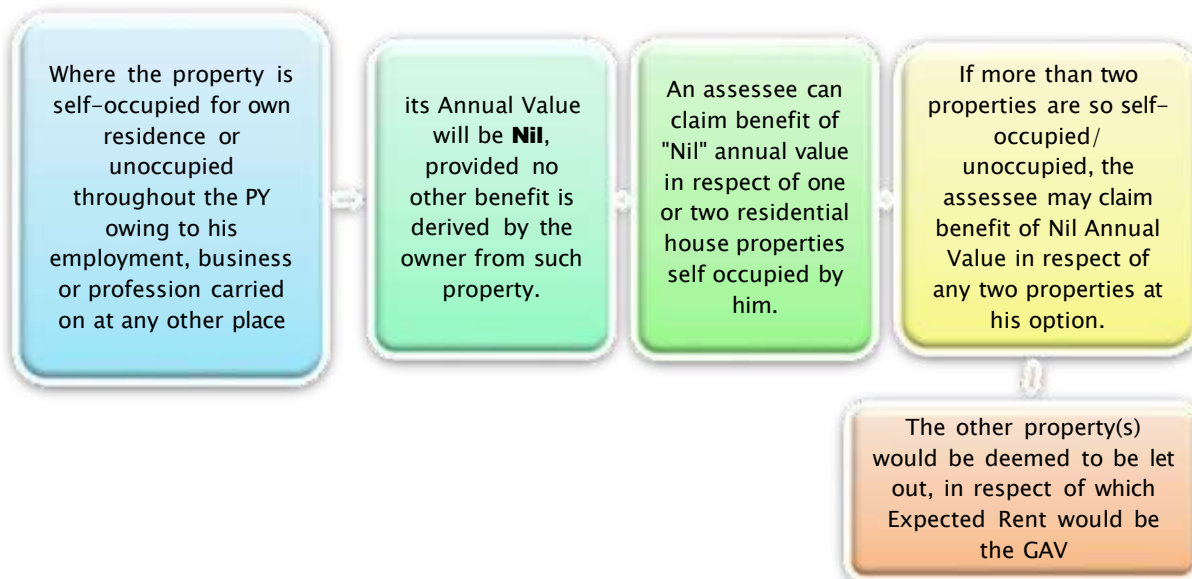 Where the property is
self-occupied for own
residence or
unoccupied
throughout the PY
owing to his
employment, business
or profession carried
on at any other place
its Annual Value
will be Nil,
provided no
other benefit is
derived by the
owner from such
property.
An assessee can
claim benefit of
"Nil" annual value
in respect of one
or two residential
house properties
self occupied by
him.
If more than two
properties are so self-
occupied/
unoccupied, the
assessee may claim
benefit of Nil Annual
Value in respect of
any two properties at
his option.
The other property(s)
would be deemed to be let
out, in respect of which
Expected Rent would be
the GAV